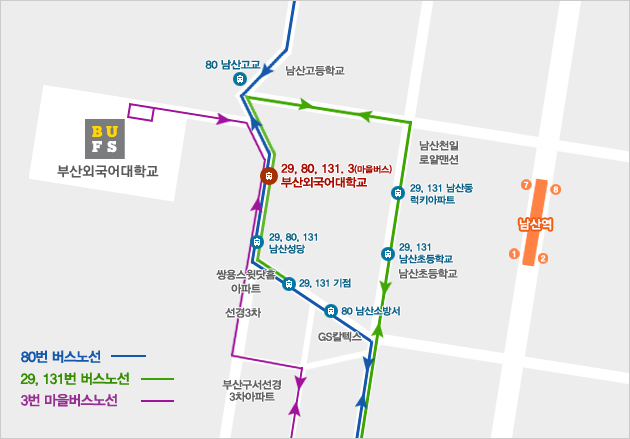 80 남산고교
남산고등학교
BU
FS
부산외국어대학교
남산천일
로얄맨션
29, 80, 131, 3(마을버스)
부산외국어대학교
29, 131 남산동
럭키아파트
7
8
남산역
1
2
29, 80, 131
남산성당
29, 131
남산초등학교
남산초등학교
쌍용스윗닷홈
아파트
29, 131 기점
선경3차
80 남산소방서
GS칼텍스
80번 버스노선
29, 131번 버스노선
3번 마을버스노선
부산구서선경
3차아파트